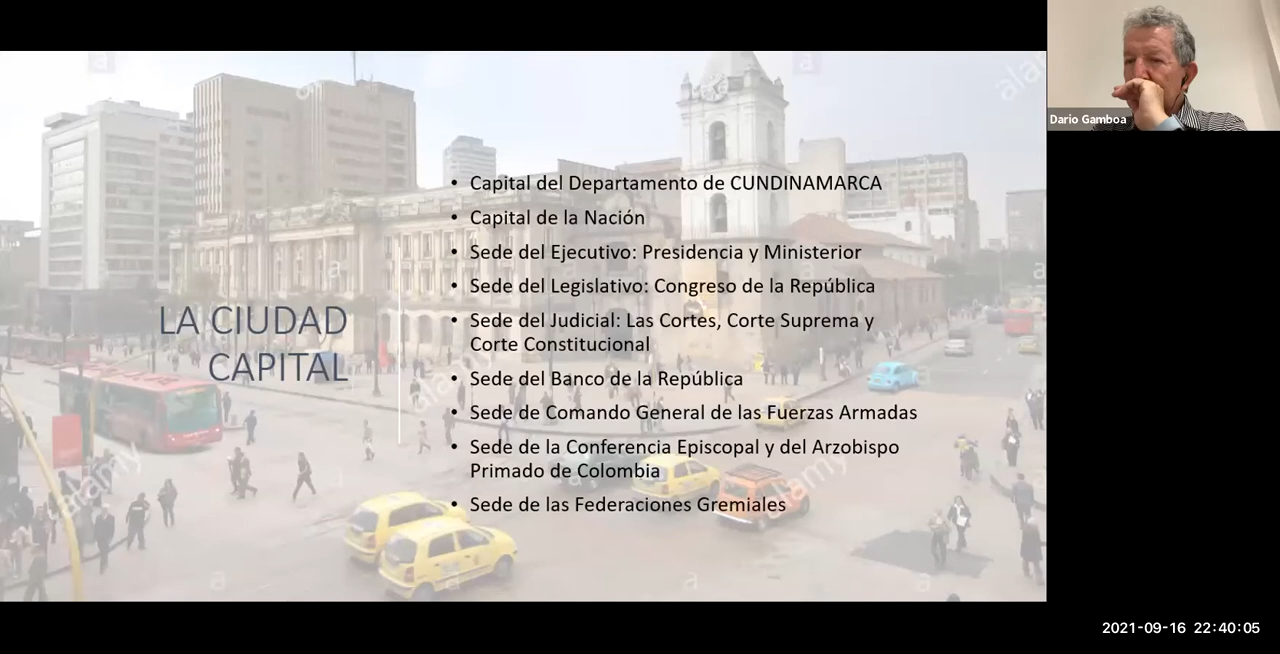 LA CIUDAD
CAPITAL
• Capital del Departamento de CUNDINAMARCA
• Capital de la Nación
• Sede del Ejecutivo: Presidencia y Ministerior
• Sede del Legislativo: Congreso de la República
• Sede del Judicial: Las Cortes, Corte Suprema y
Corte Constitucional
• Sede del Banco de la República
• Sede de Comando General de las Fuerzas Armadas
• Sede de la Conferencia Episcopal y del Arzobispo
Primado de Colombia
• Sede de las Federaciones Gremiales
Dario Gamboa
2021-09-16 22:40:05
alamy
alamy
alamy